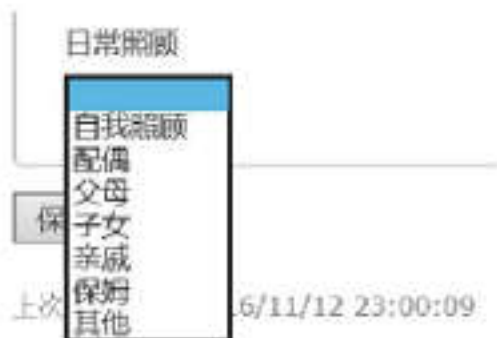 日常照顾
自我照顾
配偶
父母
保
子女
亲戚
保姆
上次 6/11/12 23:00:09
其他